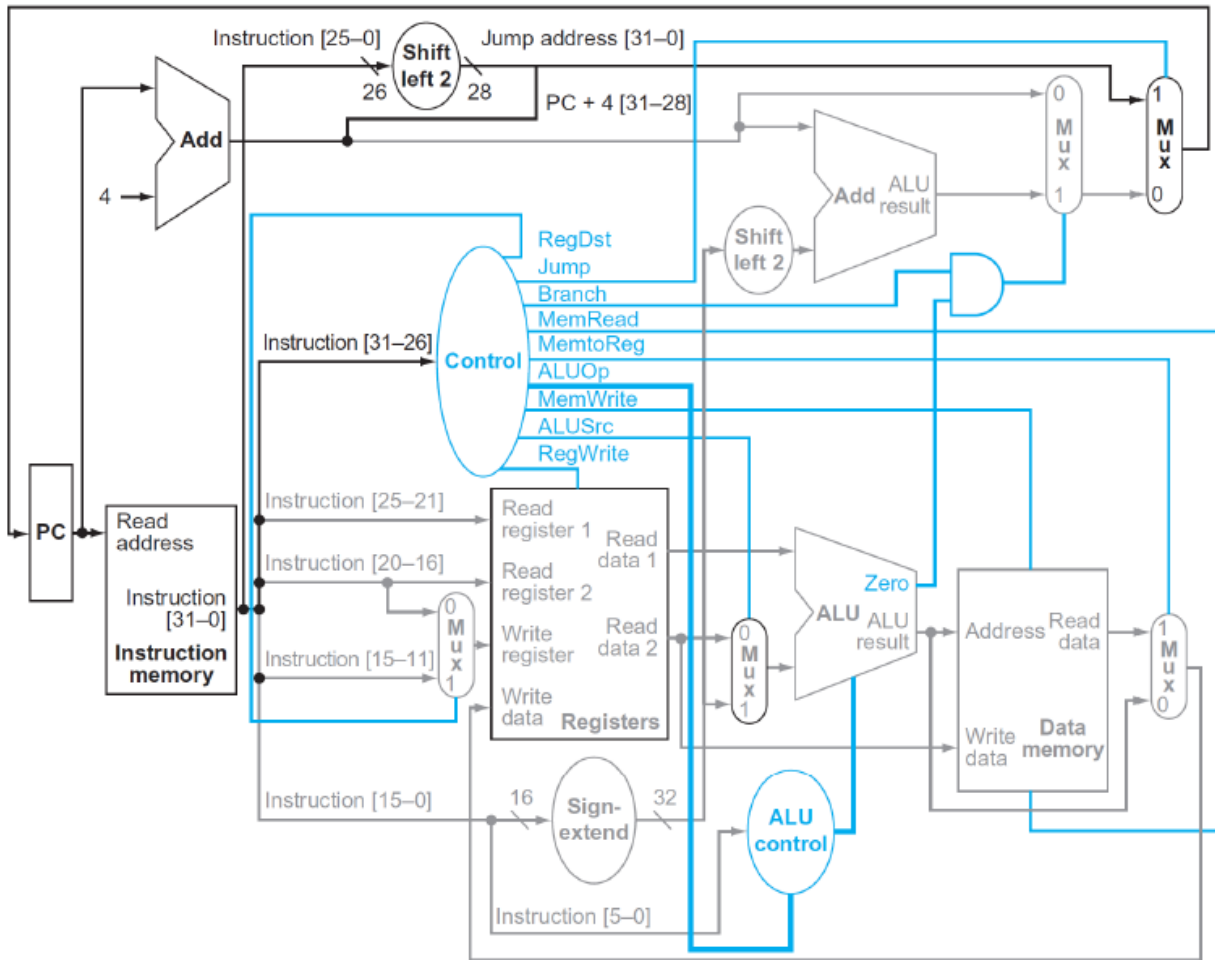 Instruction [25–0]
Shift
left 2
Jump address [31–0]
26
28
PC + 4 [31–28]
Add
4
0
M
u
x
1
1
M
u
x
0
Add
ALU
result
Shift
left 2
RegDst
Jump
Branch
MemRead
MemtoReg
ALUOp
MemWrite
ALUSrc
RegWrite
Instruction [31–26]
Control
PC
Read
address
Instruction
[31–0]
Instruction
memory
Instruction [25–21]
Instruction [20–16]
Instruction [15–11]
0
M
u
x
1
Read
register 1
Read
register 2
Write
register
Write
data
Read
data 1
Read
data 2
Registers
0
M
u
x
1
Zero
ALU
ALU
result
Address
Read
data
Write
data
Data
memory
1
M
u
x
0
Instruction [15–0]
16
Sign-
extend
32
ALU
control
Instruction [5–0]